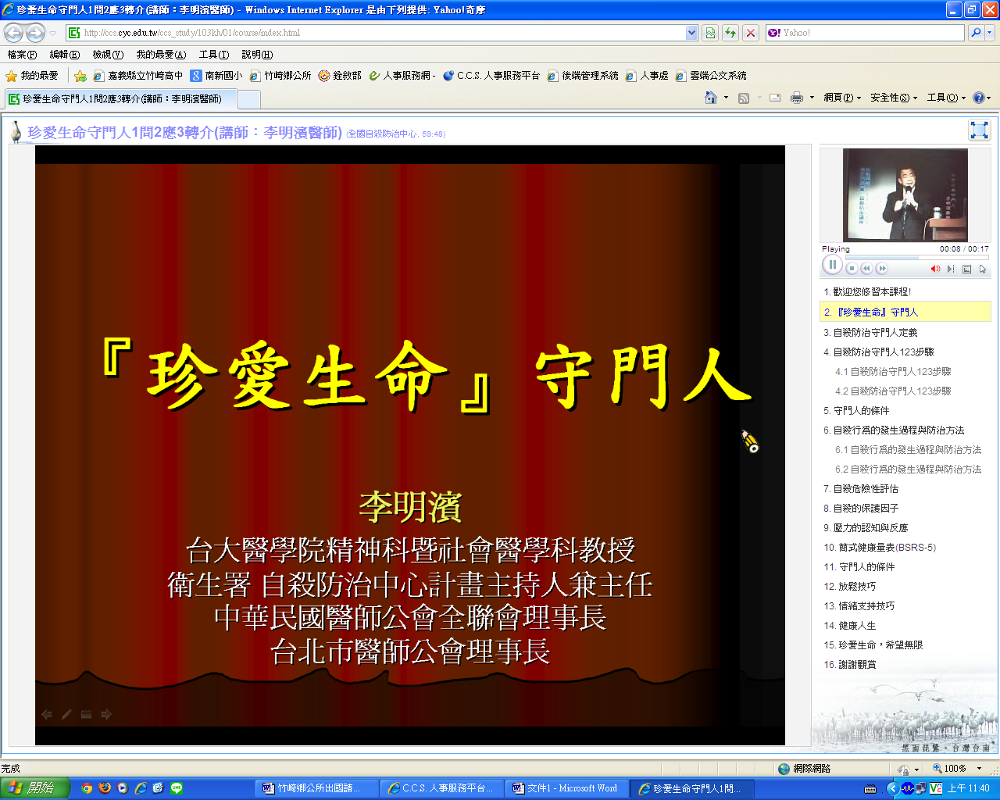 珍愛生命守門人1問2應3轉介(講師：李明濱醫師) - Windows Internet Explorer 是由下列提供: Yahoo!奇摩
http://ccs.cyc.edu.tw/ccs_study/103kh/01/course/index.html
Yahoo!
檔案(F) 編輯(E) 檢視(V) 我的最愛(A) 工具(T) 說明(H)
我的最愛 嘉義縣立竹崎高中 南新國小 竹崎鄉公所 銓敘部 人事服務網 - C.C.S. 人事服務平台 後端管理系統 人事處 雲端公文系統
珍愛生命守門人1問2應3轉介(講師：李明濱醫師)
網頁(P) 安全性(S) 工具(O)
珍愛生命守門人1問2應3轉介(講師：李明濱醫師) (全國自殺防治中心, 59:48)
『珍愛生命』守門人
李明濱
台大醫學院精神科暨社會醫學科教授
衛生署 自殺防治中心計畫主持人兼主任
中華民國醫師公會全聯會理事長
台北市醫師公會理事長
Playing 00:08 / 00:17
1. 歡迎您修習本課程!
2. 『珍愛生命』守門人
3. 自殺防治守門人定義
4. 自殺防治守門人123步驟
4.1 自殺防治守門人123步驟
4.2 自殺防治守門人123步驟
5. 守門人的條件
6. 自殺行為的發生過程與防治方法
6.1 自殺行為的發生過程與防治方法
6.2 自殺行為的發生過程與防治方法
7. 自殺危險性評估
8. 自殺的保護因子
9. 壓力的認知與反應
10. 簡式健康量表(BSRS-5)
11. 守門人的條件
12. 放鬆技巧
13. 情緒支持技巧
14. 健康人生
15. 珍愛生命，希望無限
16. 謝謝觀賞
黑面琵鷺・台灣台南
完成
網際網路
100%
開始
竹崎鄉公所出國請...
C.C.S. 人事服務平台...
文件1 - Microsoft Word
珍愛生命守門人1問...
上午 11:40